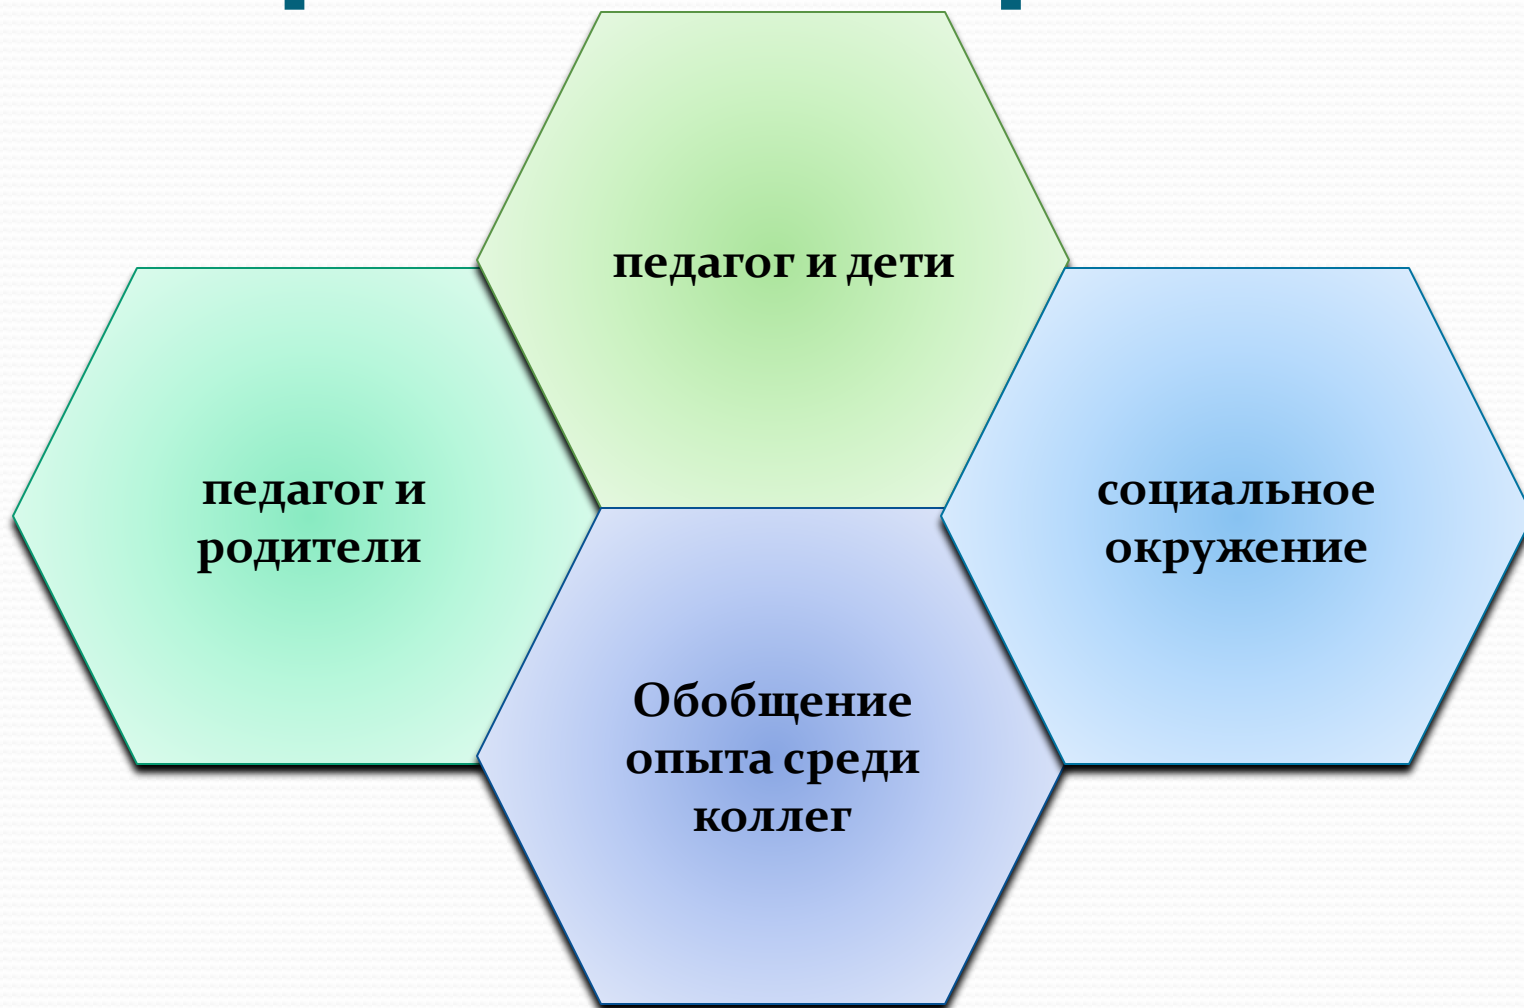 педагог и дети
педагог и
родители
социальное
окружение
Обобщение
опыта среди
коллег